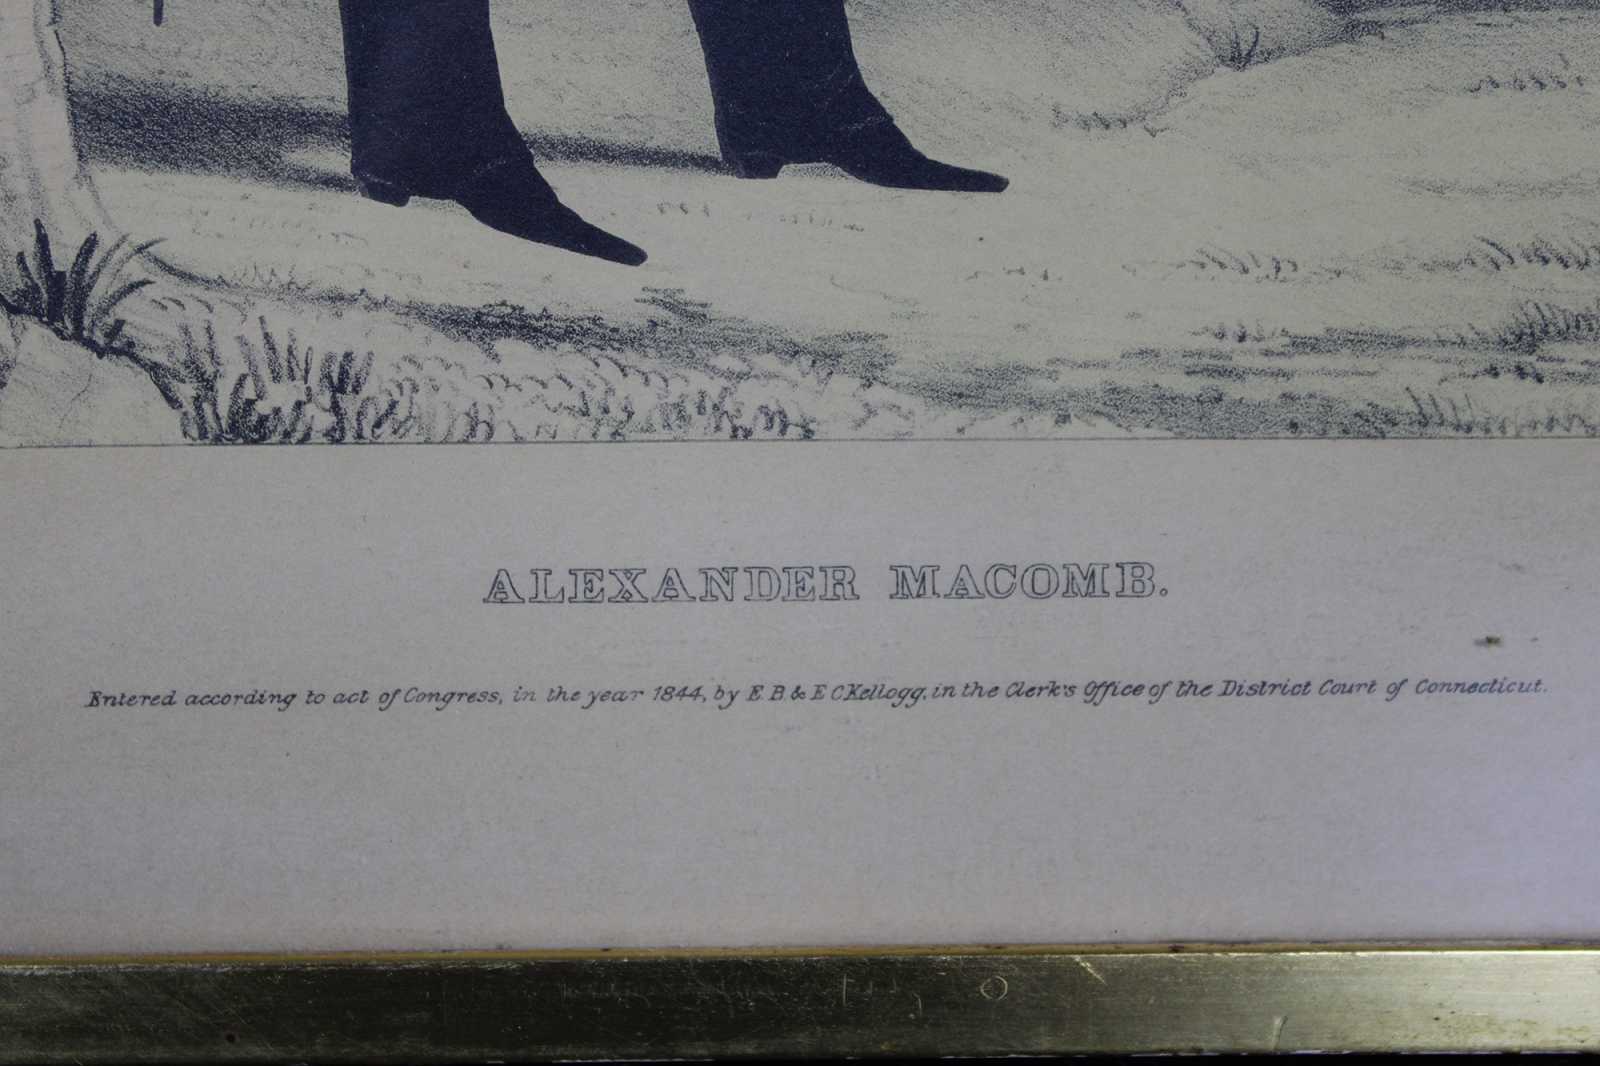 ALEXANDER MACOMB.
Entered according to act of Congress, in the year 1844, by E B & E C Kellogg, in the Clerk's Office of the District Court of Connecticut.